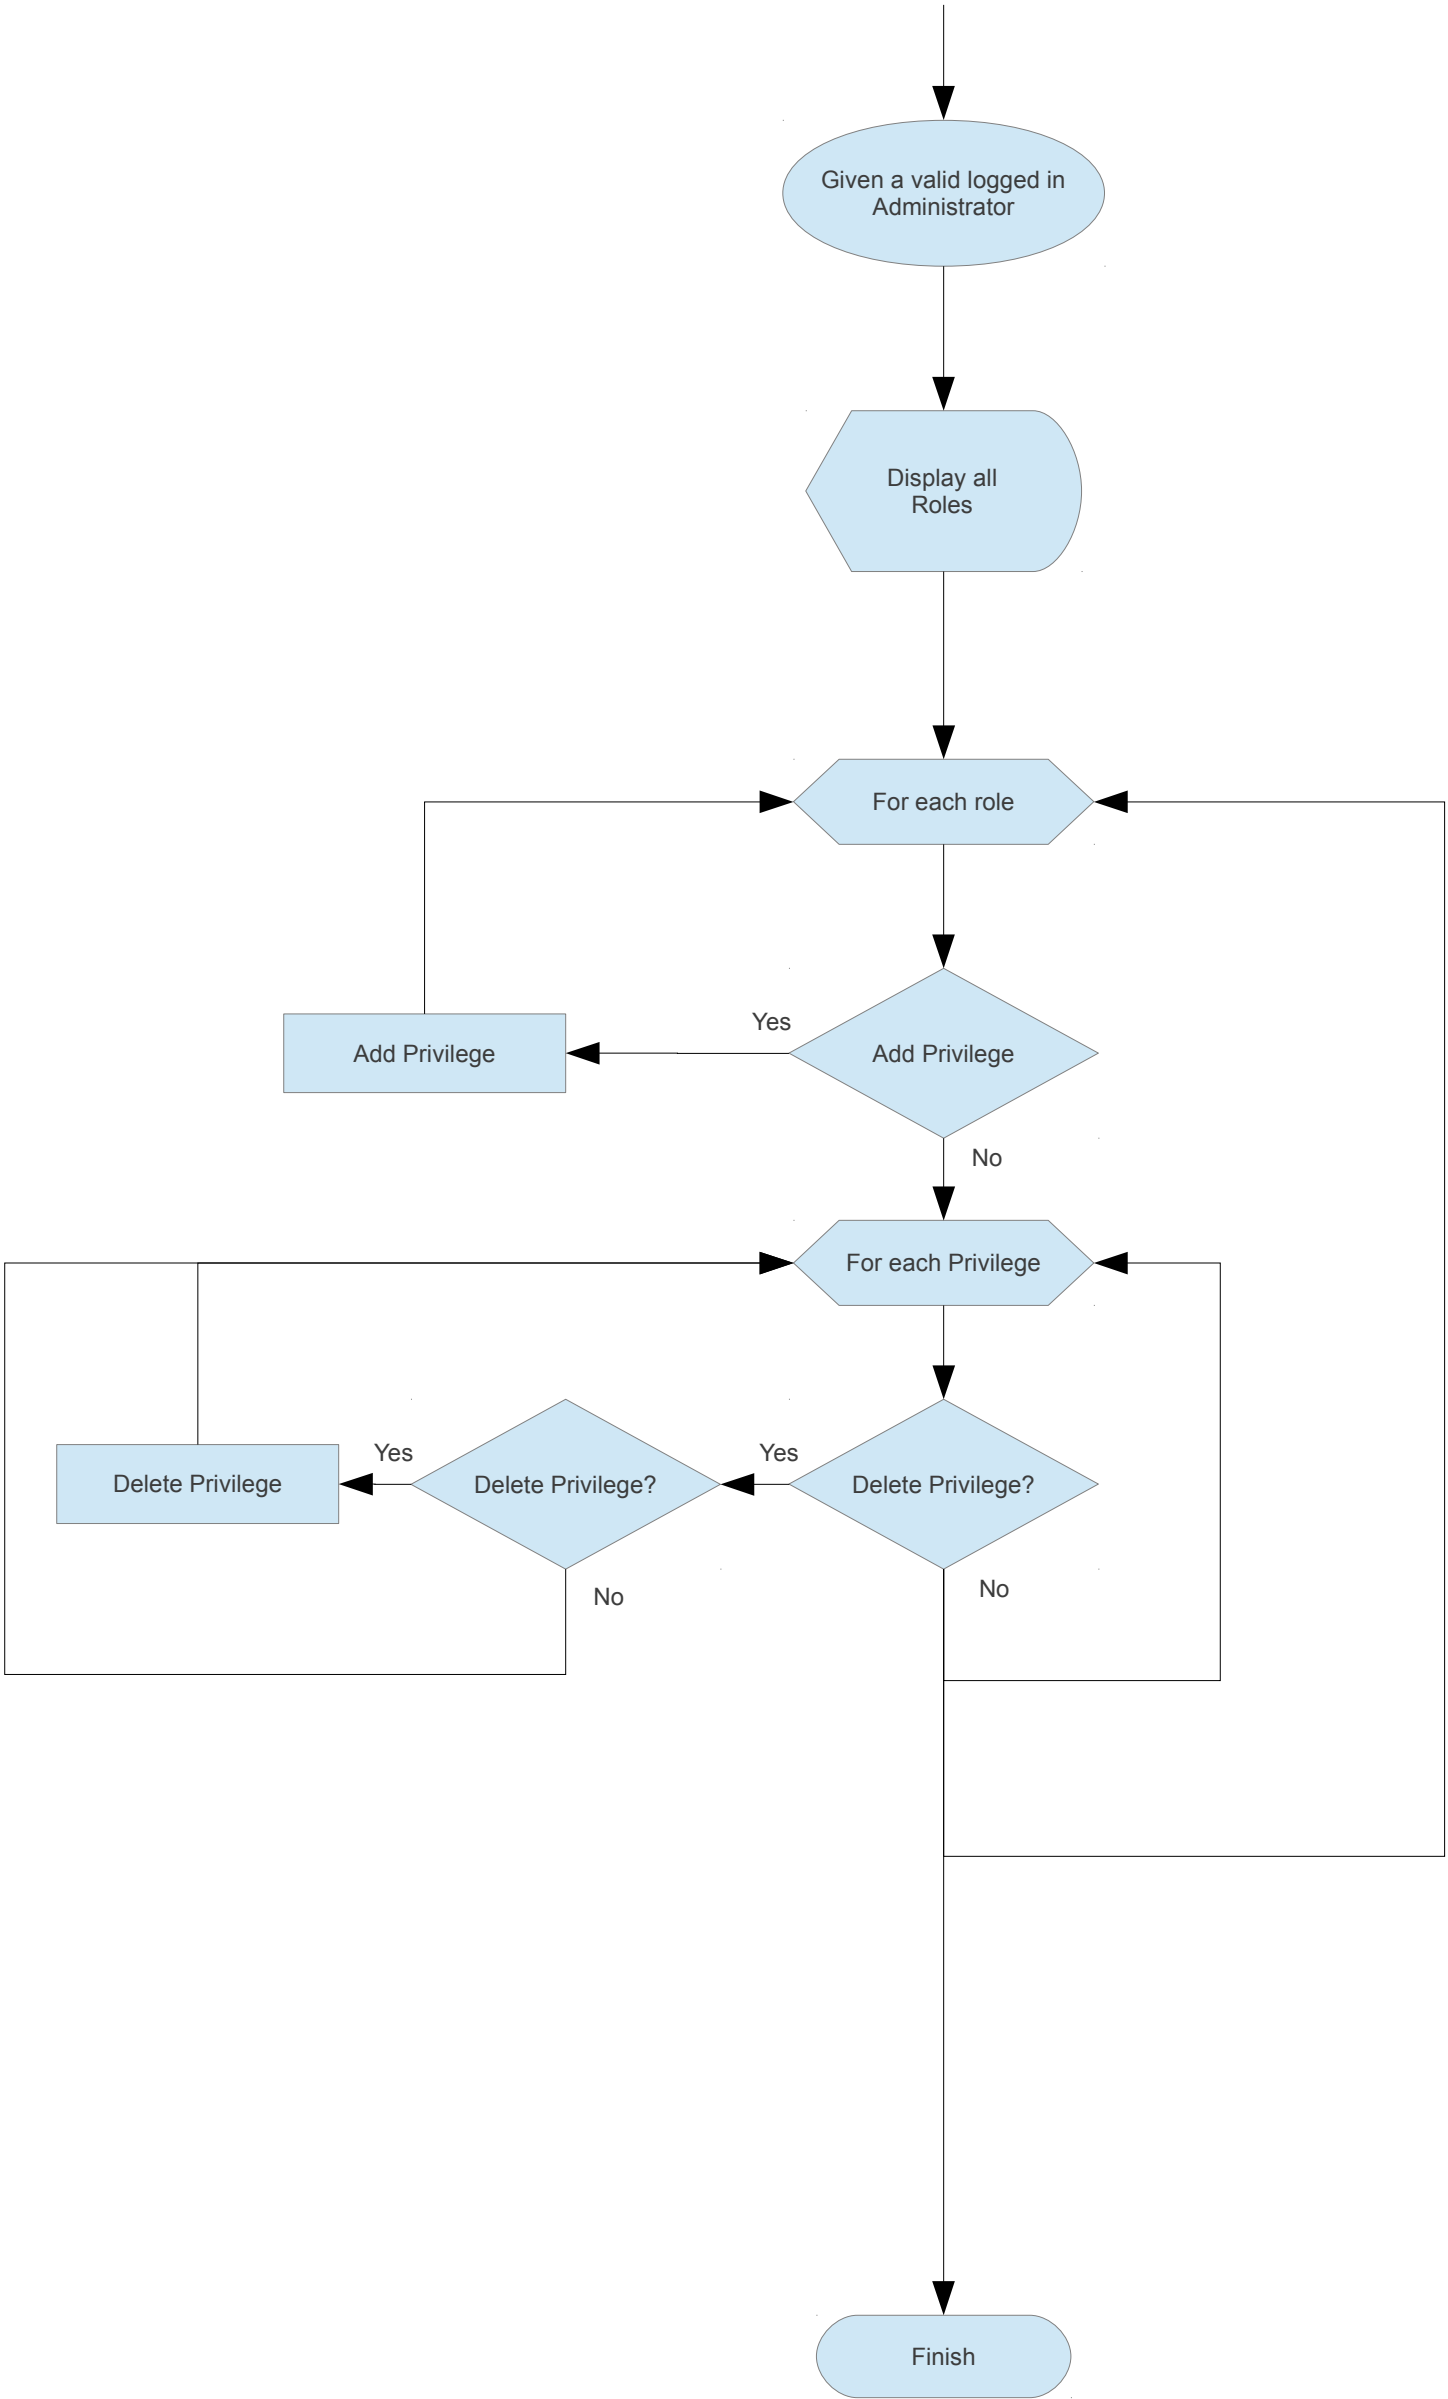 Given a valid logged in
Administrator
Display all
Roles
For each role
Yes
Add Privilege
Add Privilege
No
For each Privilege
Yes
Yes
Delete Privilege
Delete Privilege?
Delete Privilege?
No
No
Finish